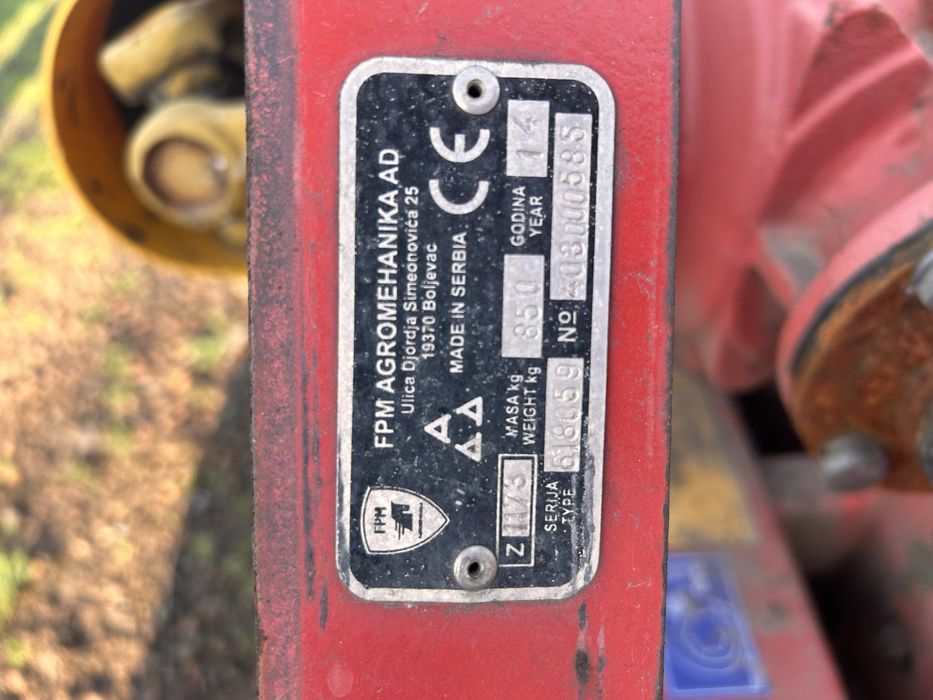 FPM AGROMEHANIKA AD
Ulica Djordja Simeonovića 25
19370 Boljevac
MADE IN SERBIA
CE
FPM
MASA kg
WEIGHT kg
850
GODINA
YEAR
14
SERIJA
TYPE
Nº